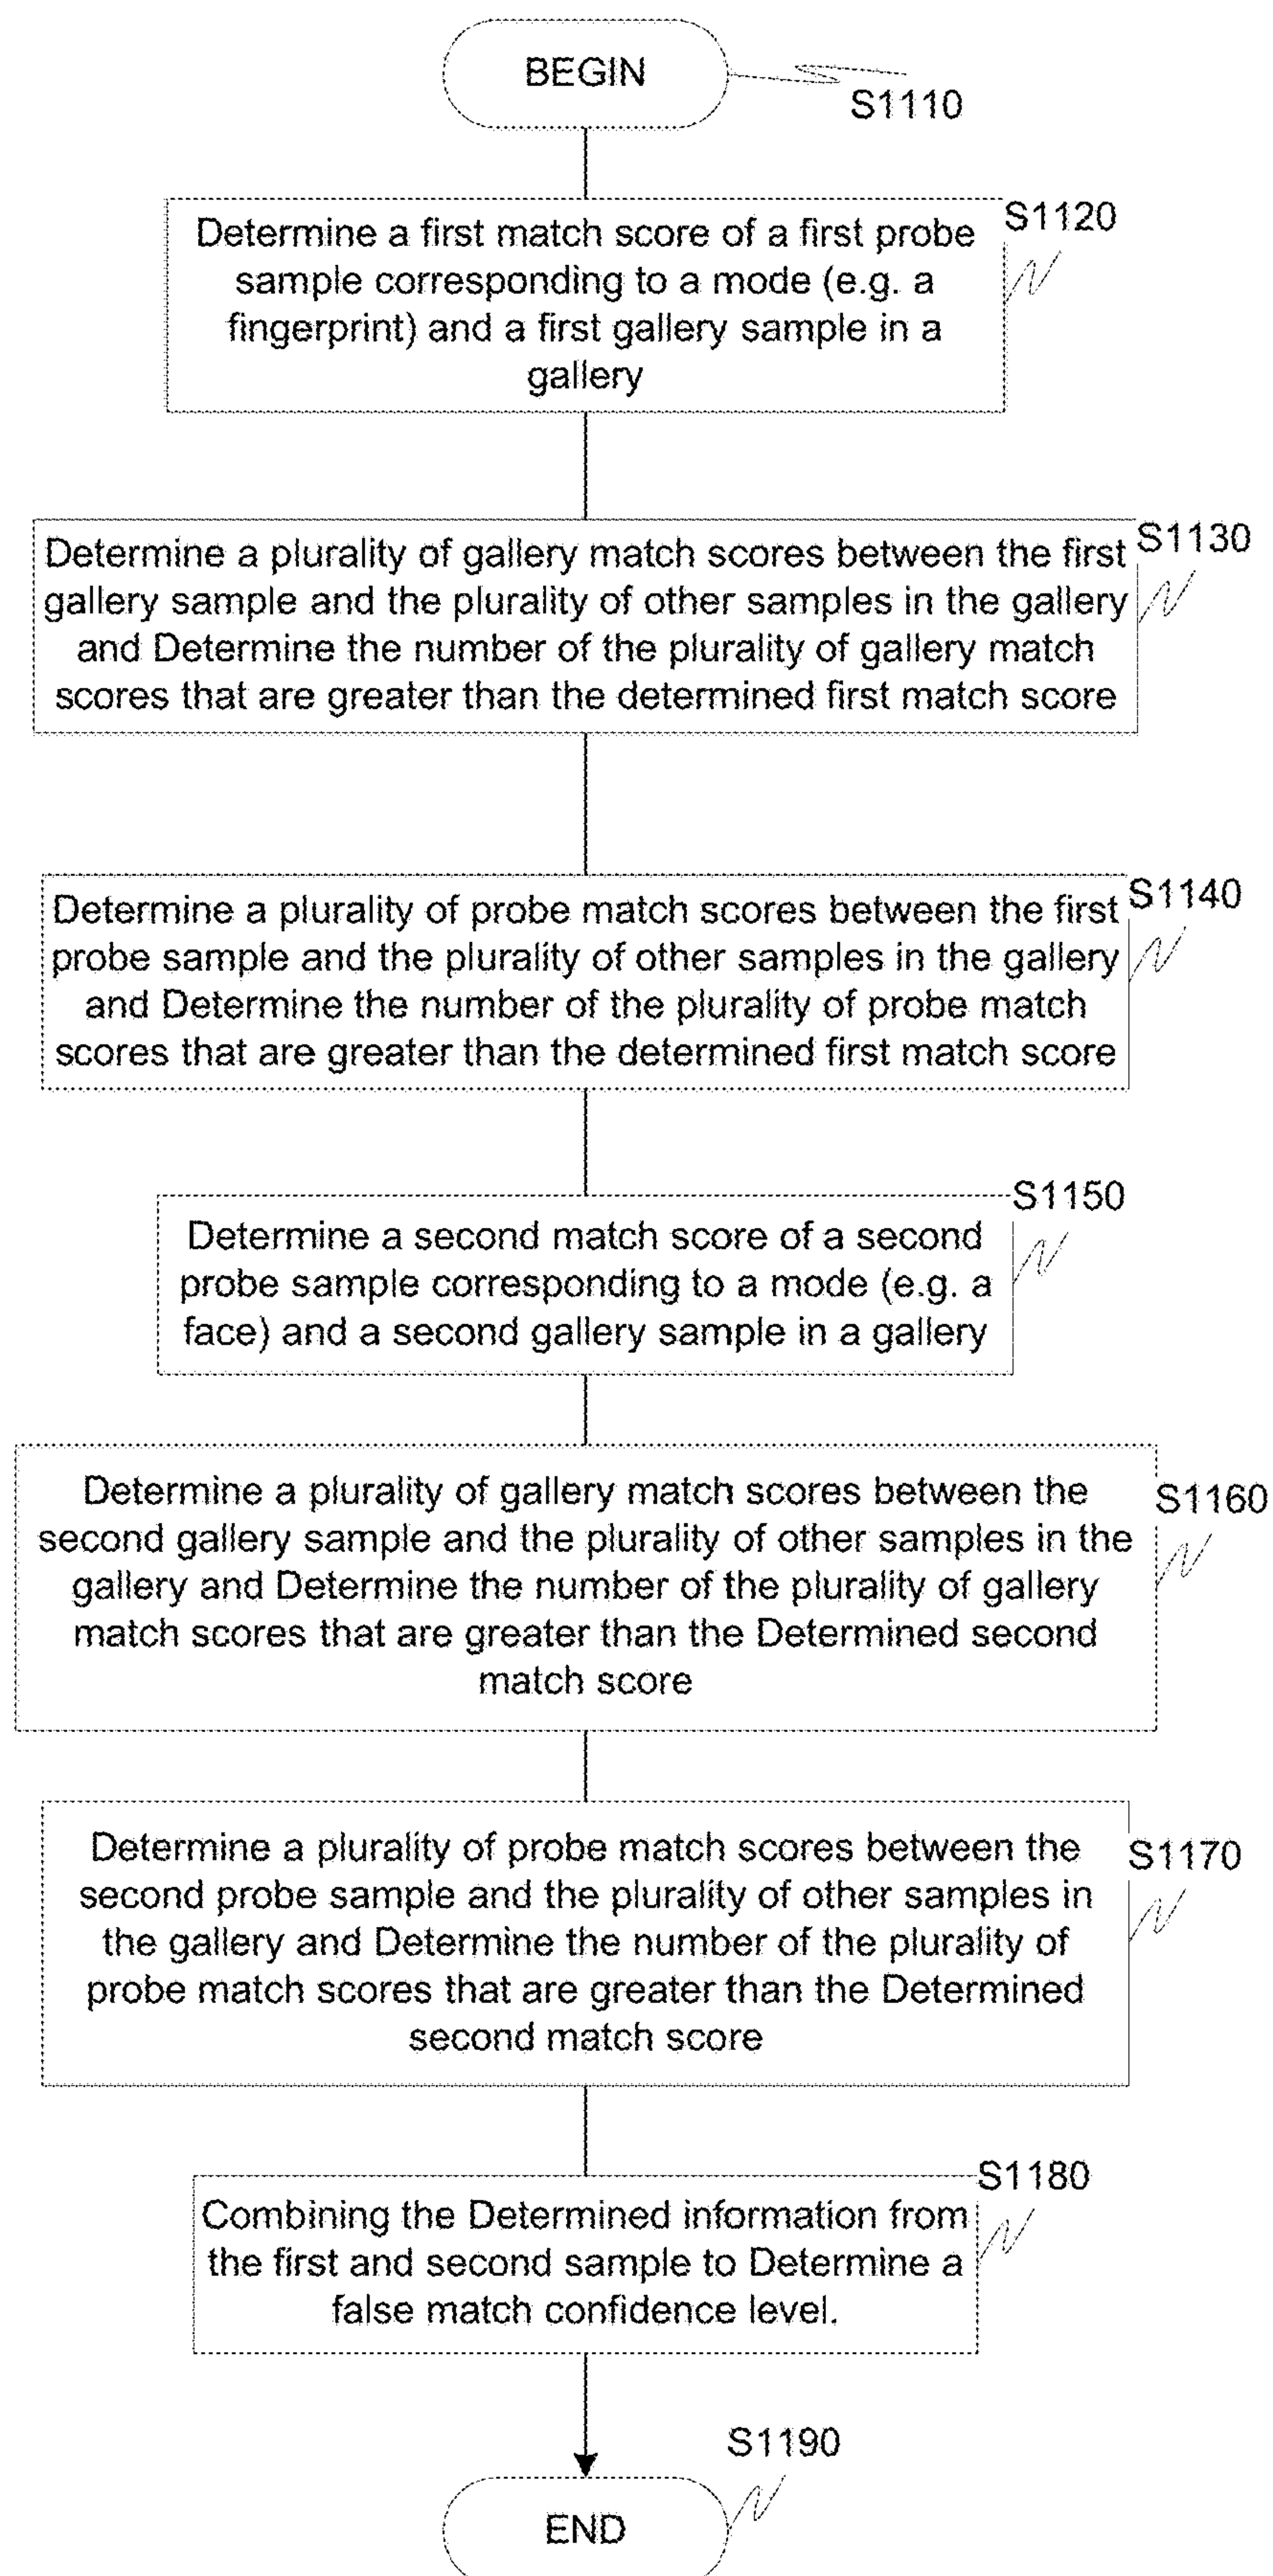 BEGIN
S1110
Determine a first match score of a first probe
sample corresponding to a mode (e.g. a
fingerprint) and a first gallery sample in a
gallery
S1120
Determine a plurality of gallery match scores between the first
gallery sample and the plurality of other samples in the gallery
and Determine the number of the plurality of gallery match
scores that are greater than the determined first match score
S1130
Determine a plurality of probe match scores between the first
probe sample and the plurality of other samples in the gallery
and Determine the number of the plurality of probe match
scores that are greater than the determined first match score
S1140
Determine a second match score of a second
probe sample corresponding to a mode (e.g. a
face) and a second gallery sample in a gallery
S1150
Determine a plurality of gallery match scores between the
second gallery sample and the plurality of other samples in the
gallery and Determine the number of the plurality of gallery
match scores that are greater than the Determined second
match score
S1160
Determine a plurality of probe match scores between the
second probe sample and the plurality of other samples in
the gallery and Determine the number of the plurality of
probe match scores that are greater than the Determined
second match score
S1170
Combining the Determined information from
the first and second sample to Determine a
false match confidence level.
S1180
S1190
END